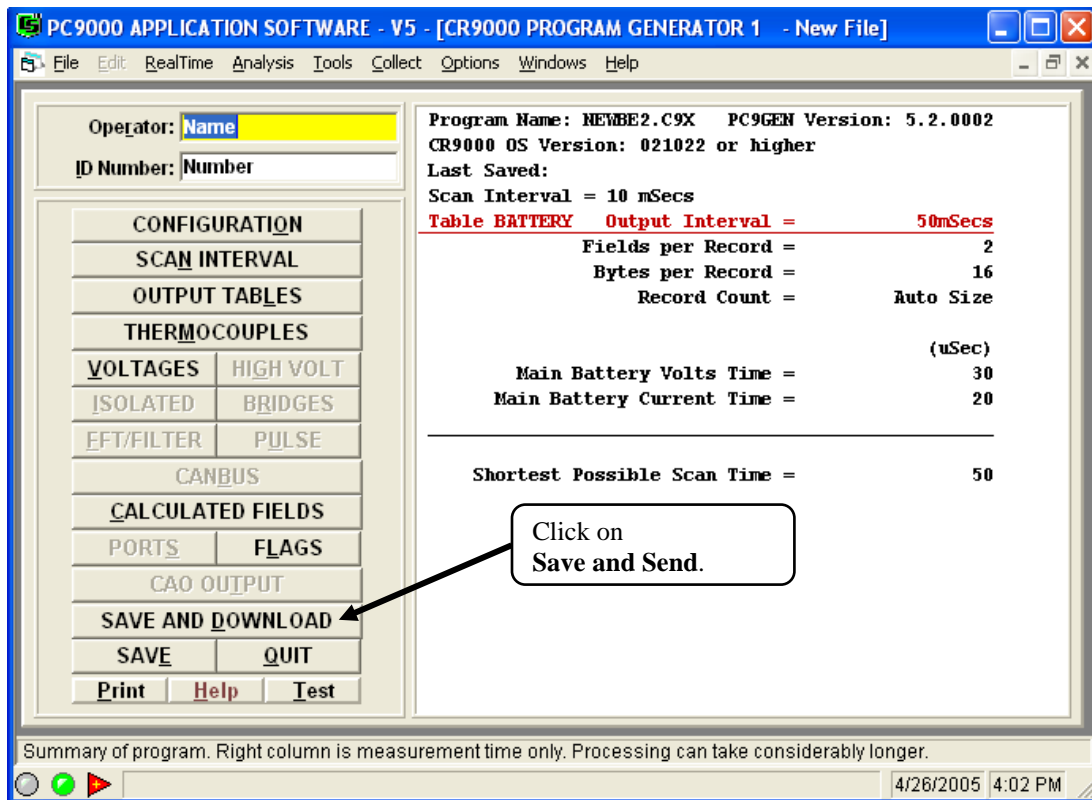 PC9000 APPLICATION SOFTWARE - V5 - [CR9000 PROGRAM GENERATOR 1 - New File]
File Edit RealTime Analysis Tools Collect Options Windows Help
Operator: Name
ID Number: Number
CONFIGURATION
SCAN INTERVAL
OUTPUT TABLES
THERMOCOUPLES
VOLTAGES HIGH VOLT
ISOLATED BRIDGES
FFT/FILTER PULSE
CANBUS
CALCULATED FIELDS
PORTS FLAGS
CAO OUTPUT
SAVE AND DOWNLOAD
SAVE QUIT
Print Help Test
Program Name: NEWBE2.C9X PC9GEN Version: 5.2.0002
CR9000 OS Version: 021022 or higher
Last Saved:
Scan Interval = 10 mSecs
Table BATTERY Output Interval = 50mSecs
Fields per Record = 2
Bytes per Record = 16
Record Count = Auto Size
(uSec)
Main Battery Volts Time = 30
Main Battery Current Time = 20
Shortest Possible Scan Time = 50
Click on
Save and Send.
Summary of program. Right column is measurement time only. Processing can take considerably longer.
4/26/2005 4:02 PM